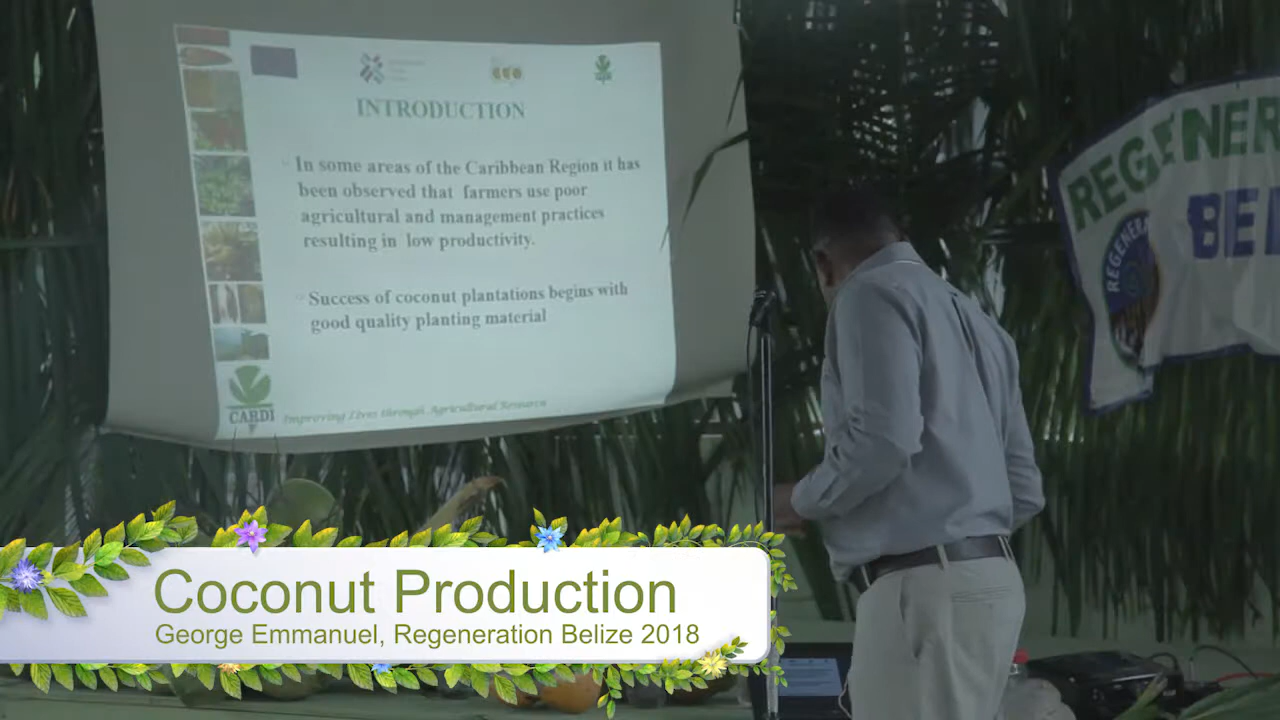 INTRODUCTION
In some areas of the Caribbean Region it has
been observed that farmers use poor
agricultural and management practices
resulting in low productivity.
Success of coconut plantations begins with
good quality planting material
CARDI
Improving Lives through Agricultural Research
REGENER
BEL
REGENERA
Coconut Production
George Emmanuel, Regeneration Belize 2018